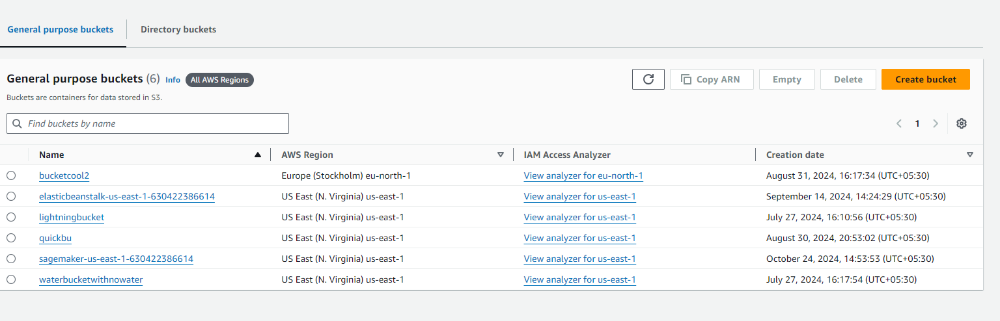 General purpose buckets Directory buckets
General purpose buckets (6) Info All AWS Regions Copy ARN Empty Delete Create bucket
Buckets are containers for data stored in S3.
Find buckets by name 1
Name AWS Region IAM Access Analyzer Creation date
bucketcool2 Europe (Stockholm) eu-north-1 View analyzer for eu-north-1 August 31, 2024, 16:17:34 (UTC+05:30)
elasticbeanstalk-us-east-1-630422386614 US East (N. Virginia) us-east-1 View analyzer for us-east-1 September 14, 2024, 14:24:29 (UTC+05:30)
lightningbucket US East (N. Virginia) us-east-1 View analyzer for us-east-1 July 27, 2024, 16:10:56 (UTC+05:30)
quickbu US East (N. Virginia) us-east-1 View analyzer for us-east-1 August 30, 2024, 20:53:02 (UTC+05:30)
sagemaker-us-east-1-630422386614 US East (N. Virginia) us-east-1 View analyzer for us-east-1 October 24, 2024, 14:53:53 (UTC+05:30)
waterbucketwithnowater US East (N. Virginia) us-east-1 View analyzer for us-east-1 July 27, 2024, 16:17:54 (UTC+05:30)